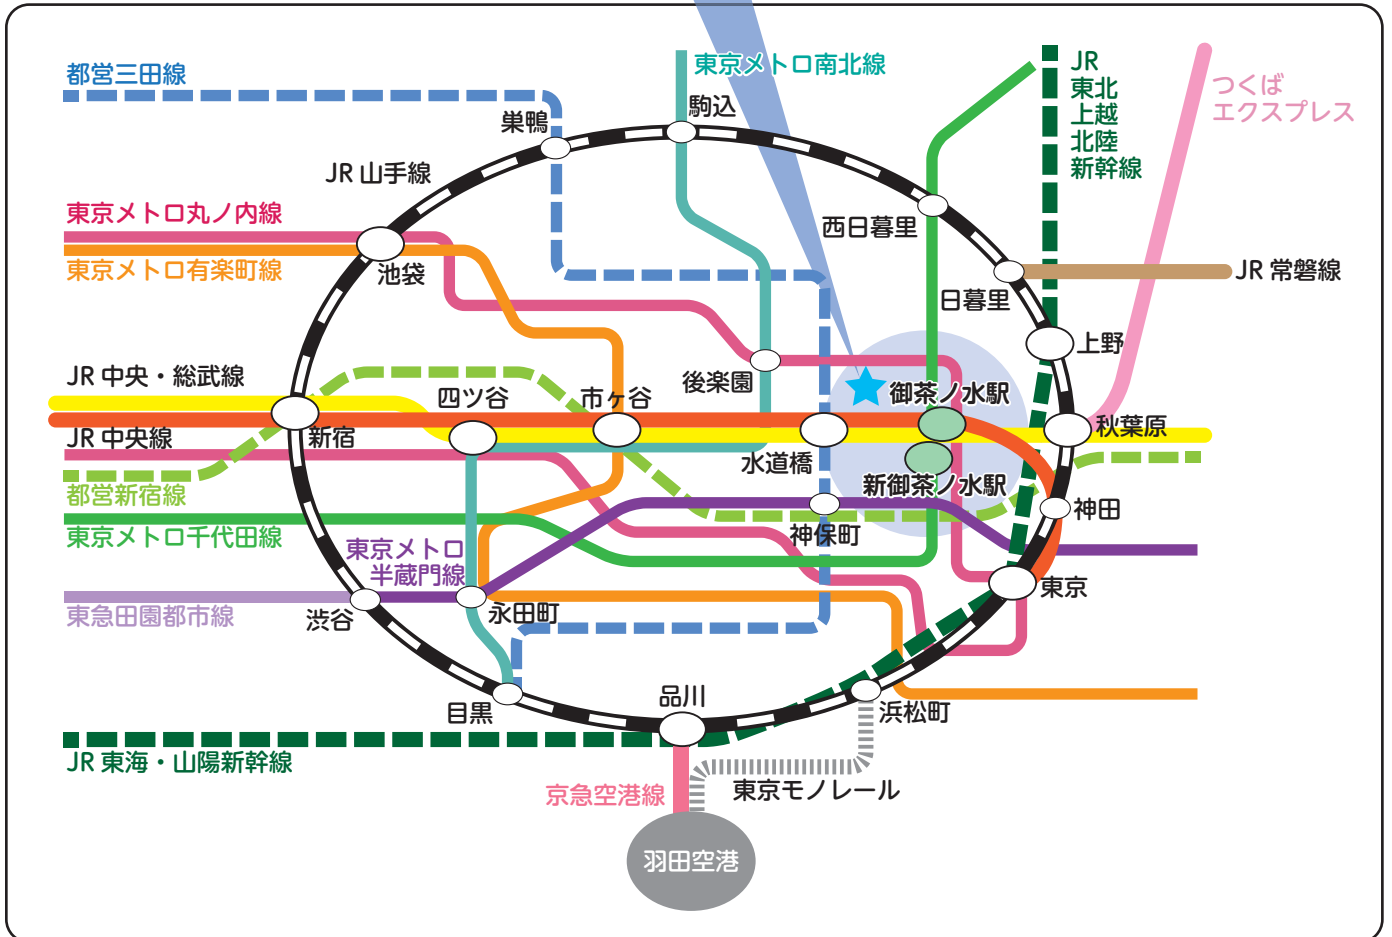 東京メトロ南北線
JR
東北
上越
北陸
新幹線
つくば
エクスプレス
都営三田線
駒込
巣鴨
JR 山手線
東京メトロ丸ノ内線
西日暮里
東京メトロ有楽町線
池袋
日暮里
JR 常磐線
上野
JR 中央・総武線
四ツ谷
市ヶ谷
後楽園
御茶ノ水駅
秋葉原
JR 中央線
新宿
水道橋
都営新宿線
新御茶ノ水駅
神田
東京メトロ千代田線
神保町
東京メトロ
半蔵門線
東京
東急田園都市線
渋谷
永田町
目黒
品川
浜松町
JR 東海・山陽新幹線
京急空港線
東京モノレール
羽田空港